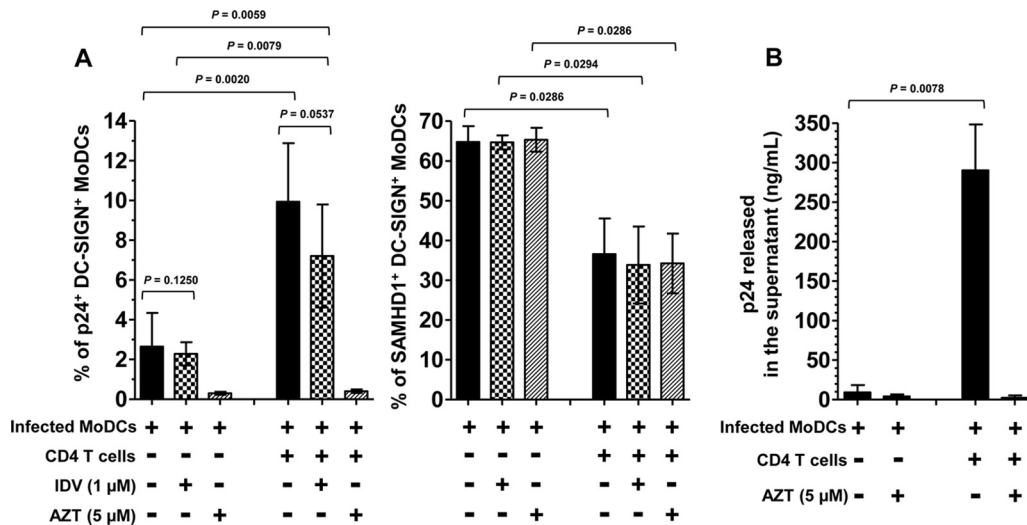 P = 0.0059
P = 0.0079
P = 0.0020
P = 0.0537
P = 0.1250
A
% of p24+ DC-SIGN+ MoDCs
14
12
10
8
6
4
2
0
P = 0.0286
P = 0.0294
P = 0.0286
% of SAMHD1+ DC-SIGN+ MoDCs
70
60
50
40
30
20
10
0
B
P = 0.0078
p24 released
in the supernatant (ng/mL)
350
300
250
200
150
100
50
0
Infected MoDCs + + + + + + + + + + + +
CD4 T cells - - - + + + - - - + + +
IDV (1 µM) - + - - + - - + - - + -
AZT (5 µM) - - + - - + - - + - - +
Infected MoDCs + + + +
CD4 T cells - - + +
AZT (5 µM) - + - +